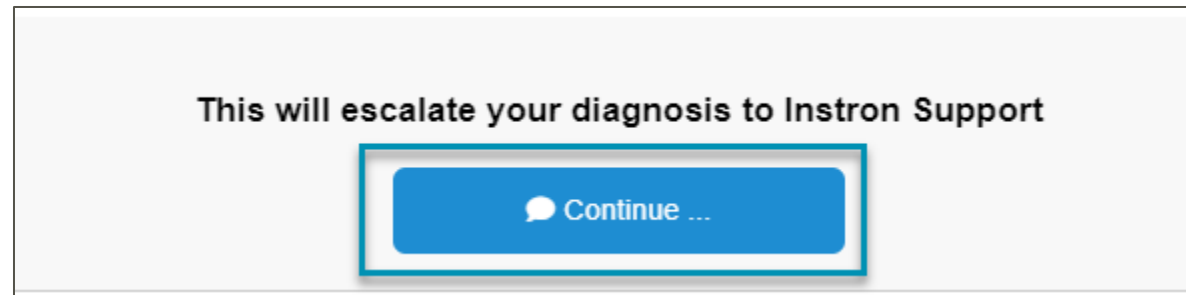 This will escalate your diagnosis to Instron Support
Continue ...